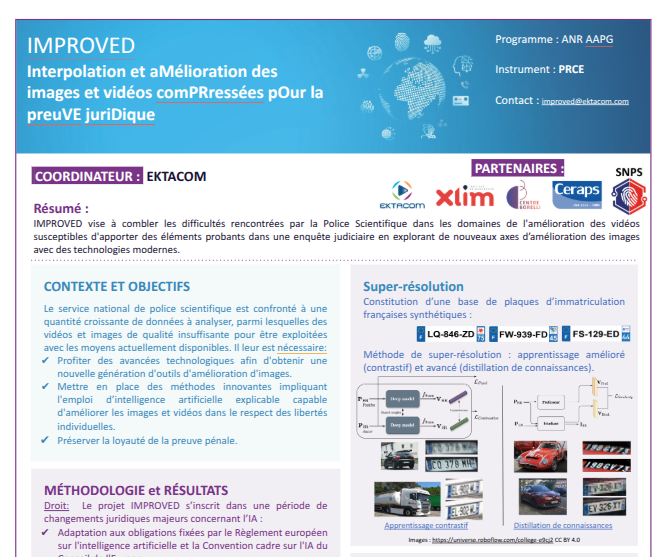 IMPROVED
Interpolation et aMélioration des
images et vidéos comPRressées pOur la
preuVE juriDique
Programme : ANR AAPG
Instrument : PRCE
Contact : improved@ektacom.com
COORDINATEUR : EKTACOM
PARTENAIRES :
EKTACOM
xlim
CENTRE
BORELLI
Ceraps
SNPS
Résumé :
IMPROVED vise à combler les difficultés rencontrées par la Police Scientifique dans les domaines de l'amélioration des vidéos
susceptibles d'apporter des éléments probants dans une enquête judiciaire en explorant de nouveaux axes d'amélioration des images
avec des technologies modernes.
CONTEXTE ET OBJECTIFS
Le service national de police scientifique est confronté à une
quantité croissante de données à analyser, parmi lesquelles des
vidéos et images de qualité insuffisante pour être exploitées
avec les moyens actuellement disponibles. Il leur est nécessaire:
✓ Profiter des avancées technologiques afin d'obtenir une
nouvelle génération d'outils d'amélioration d'images.
✓ Mettre en place des méthodes innovantes impliquant
l'emploi d'intelligence artificielle explicable capable
d'améliorer les images et vidéos dans le respect des libertés
individuelles.
✓ Préserver la loyauté de la preuve pénale.
MÉTHODOLOGIE et RÉSULTATS
Droit: Le projet IMPROVED s'inscrit dans une période de
changements juridiques majeurs concernant l'IA :
✓ Adaptation aux obligations fixées par le Règlement européen
sur l'intelligence artificielle et la Convention cadre sur l'IA du
Super-résolution
Constitution d'une base de plaques d'immatriculation
françaises synthétiques :
LQ-846-ZD
FW-939-FD
FS-129-ED
Méthode de super-résolution : apprentissage amélioré
(contrastif) et avancé (distillation de connaissances).
Deep model
Deep model
Apprentissage contrastif
Distillation de connaissances
Images : https://universe.roboflow.com/college-e9tj2 CC BY 4.0